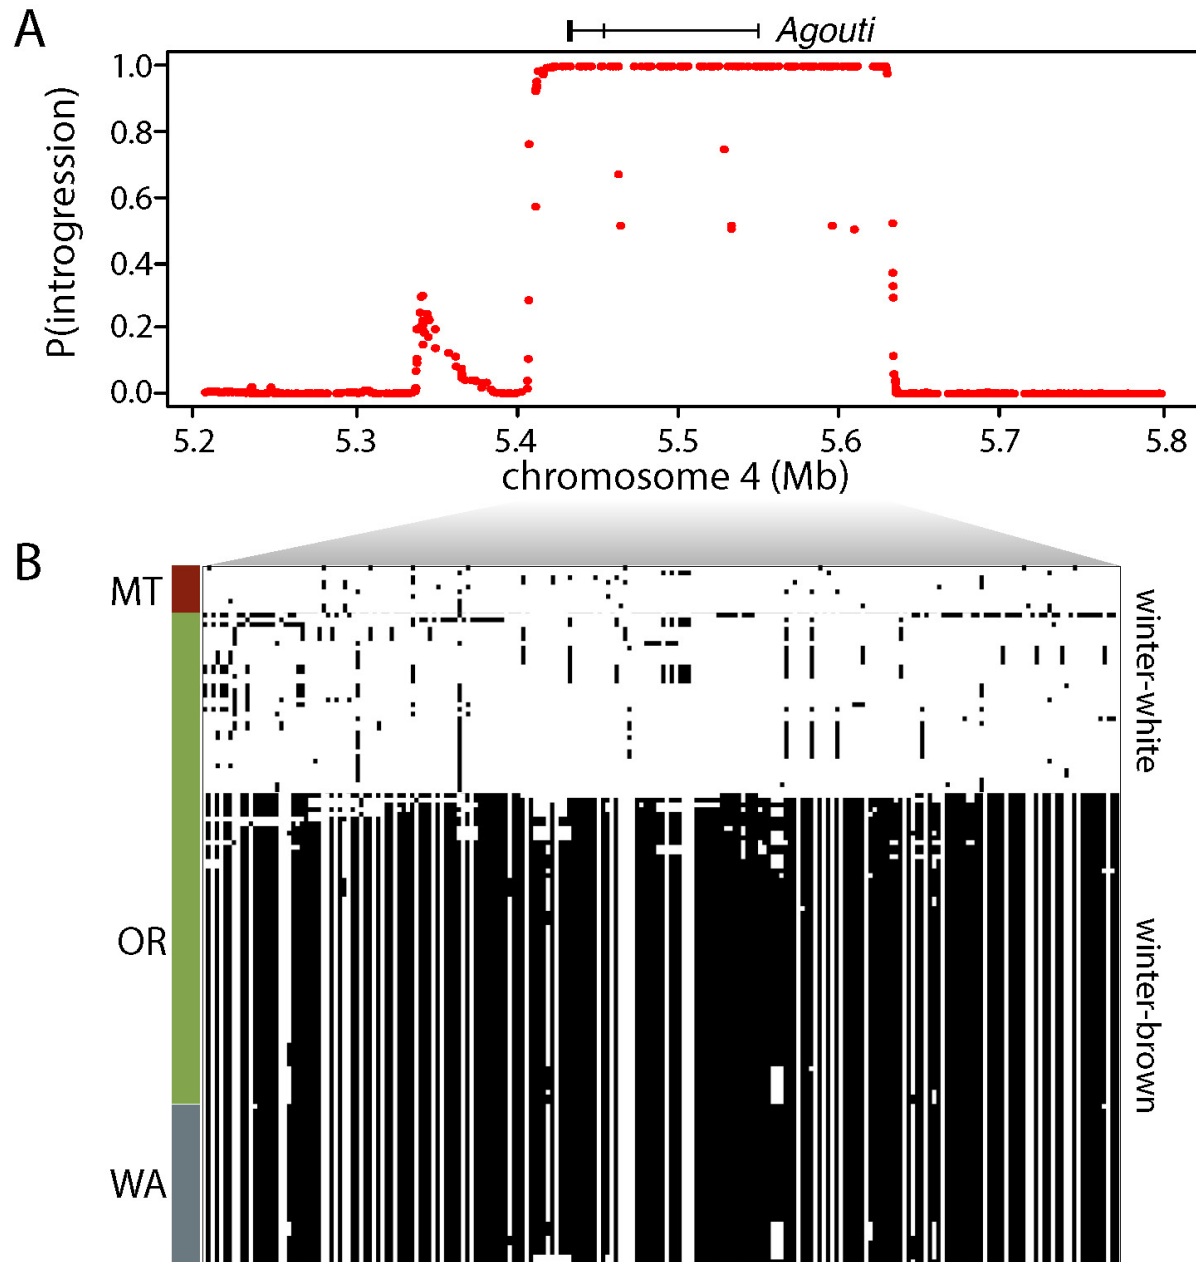 A
Agouti
P(introgression)
1.0
0.8
0.6
0.4
0.2
0.0
5.2 5.3 5.4 5.5 5.6 5.7 5.8
chromosome 4 (Mb)
B
MT
OR
WA
winter-white
winter-brown